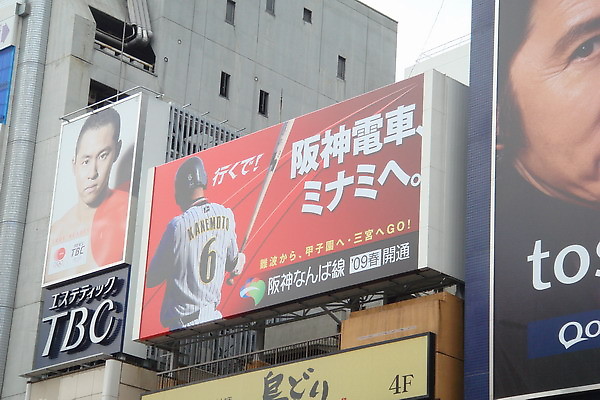 TBC
エステティック
TBC
行くで!
阪神電車、
ミナミへ。
KANEMOTO
6
難波から、甲子園へ・三宮へGO!
阪神なんば線 '09春 開通
鳥どり
4F
tos